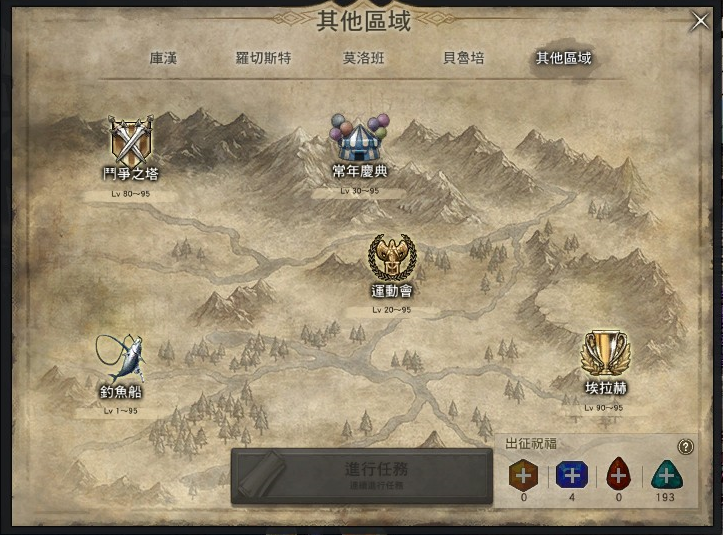 其他區域
庫漢
羅切斯特
莫洛班
貝魯培
其他區域
鬥爭之塔
Lv 80~95
常年慶典
Lv 30~95
運動會
Lv 20~95
釣魚船
Lv 1~95
埃拉赫
Lv 90~95
進行任務
連續進行任務
出征祝福
?
0
4
0
193